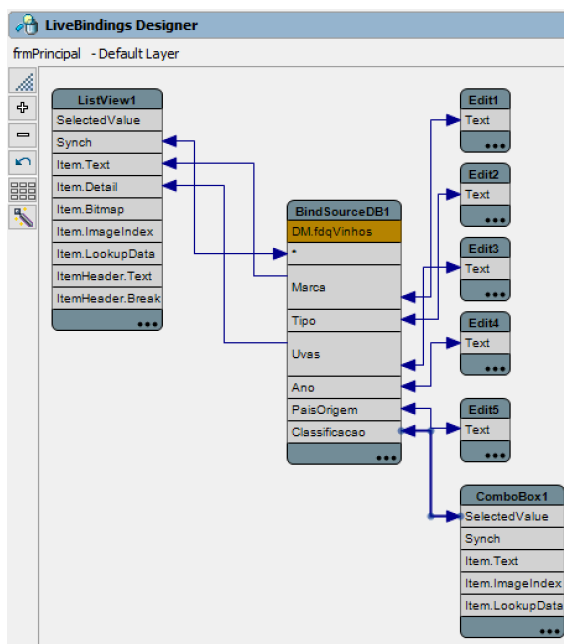 LiveBindings Designer
frmPrincipal - Default Layer
ListView1
SelectedValue
Synch
Item.Text
Item.Detail
Item.Bitmap
Item.ImageIndex
Item.LookupData
ItemHeader.Text
ItemHeader.Break
BindSourceDB1
DM.fdqVinhos
*
Marca
Tipo
Uvas
Ano
PaisOrigem
Classificacao
Edit1
Text
Edit2
Text
Edit3
Text
Edit4
Text
Edit5
Text
ComboBox1
SelectedValue
Synch
Item.Text
Item.ImageIndex
Item.LookupData